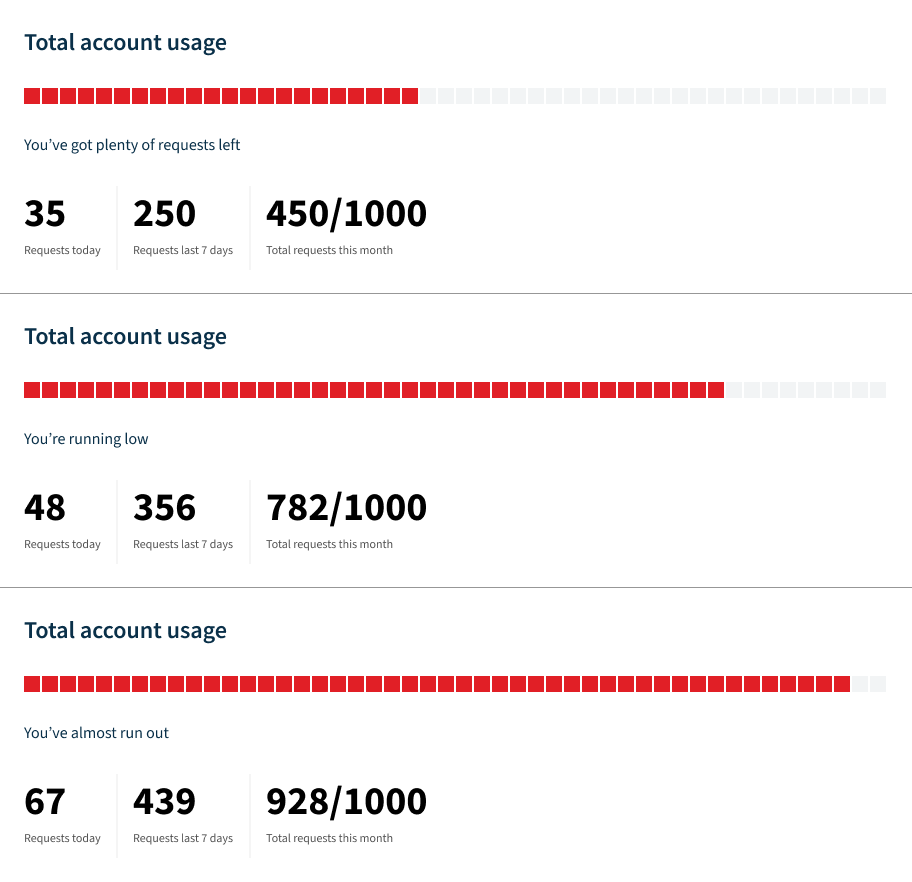 Total account usage
You’ve got plenty of requests left
35 250 450/1000
Requests today Requests last 7 days Total requests this month
Total account usage
You’re running low
48 356 782/1000
Requests today Requests last 7 days Total requests this month
Total account usage
You’ve almost run out
67 439 928/1000
Requests today Requests last 7 days Total requests this month